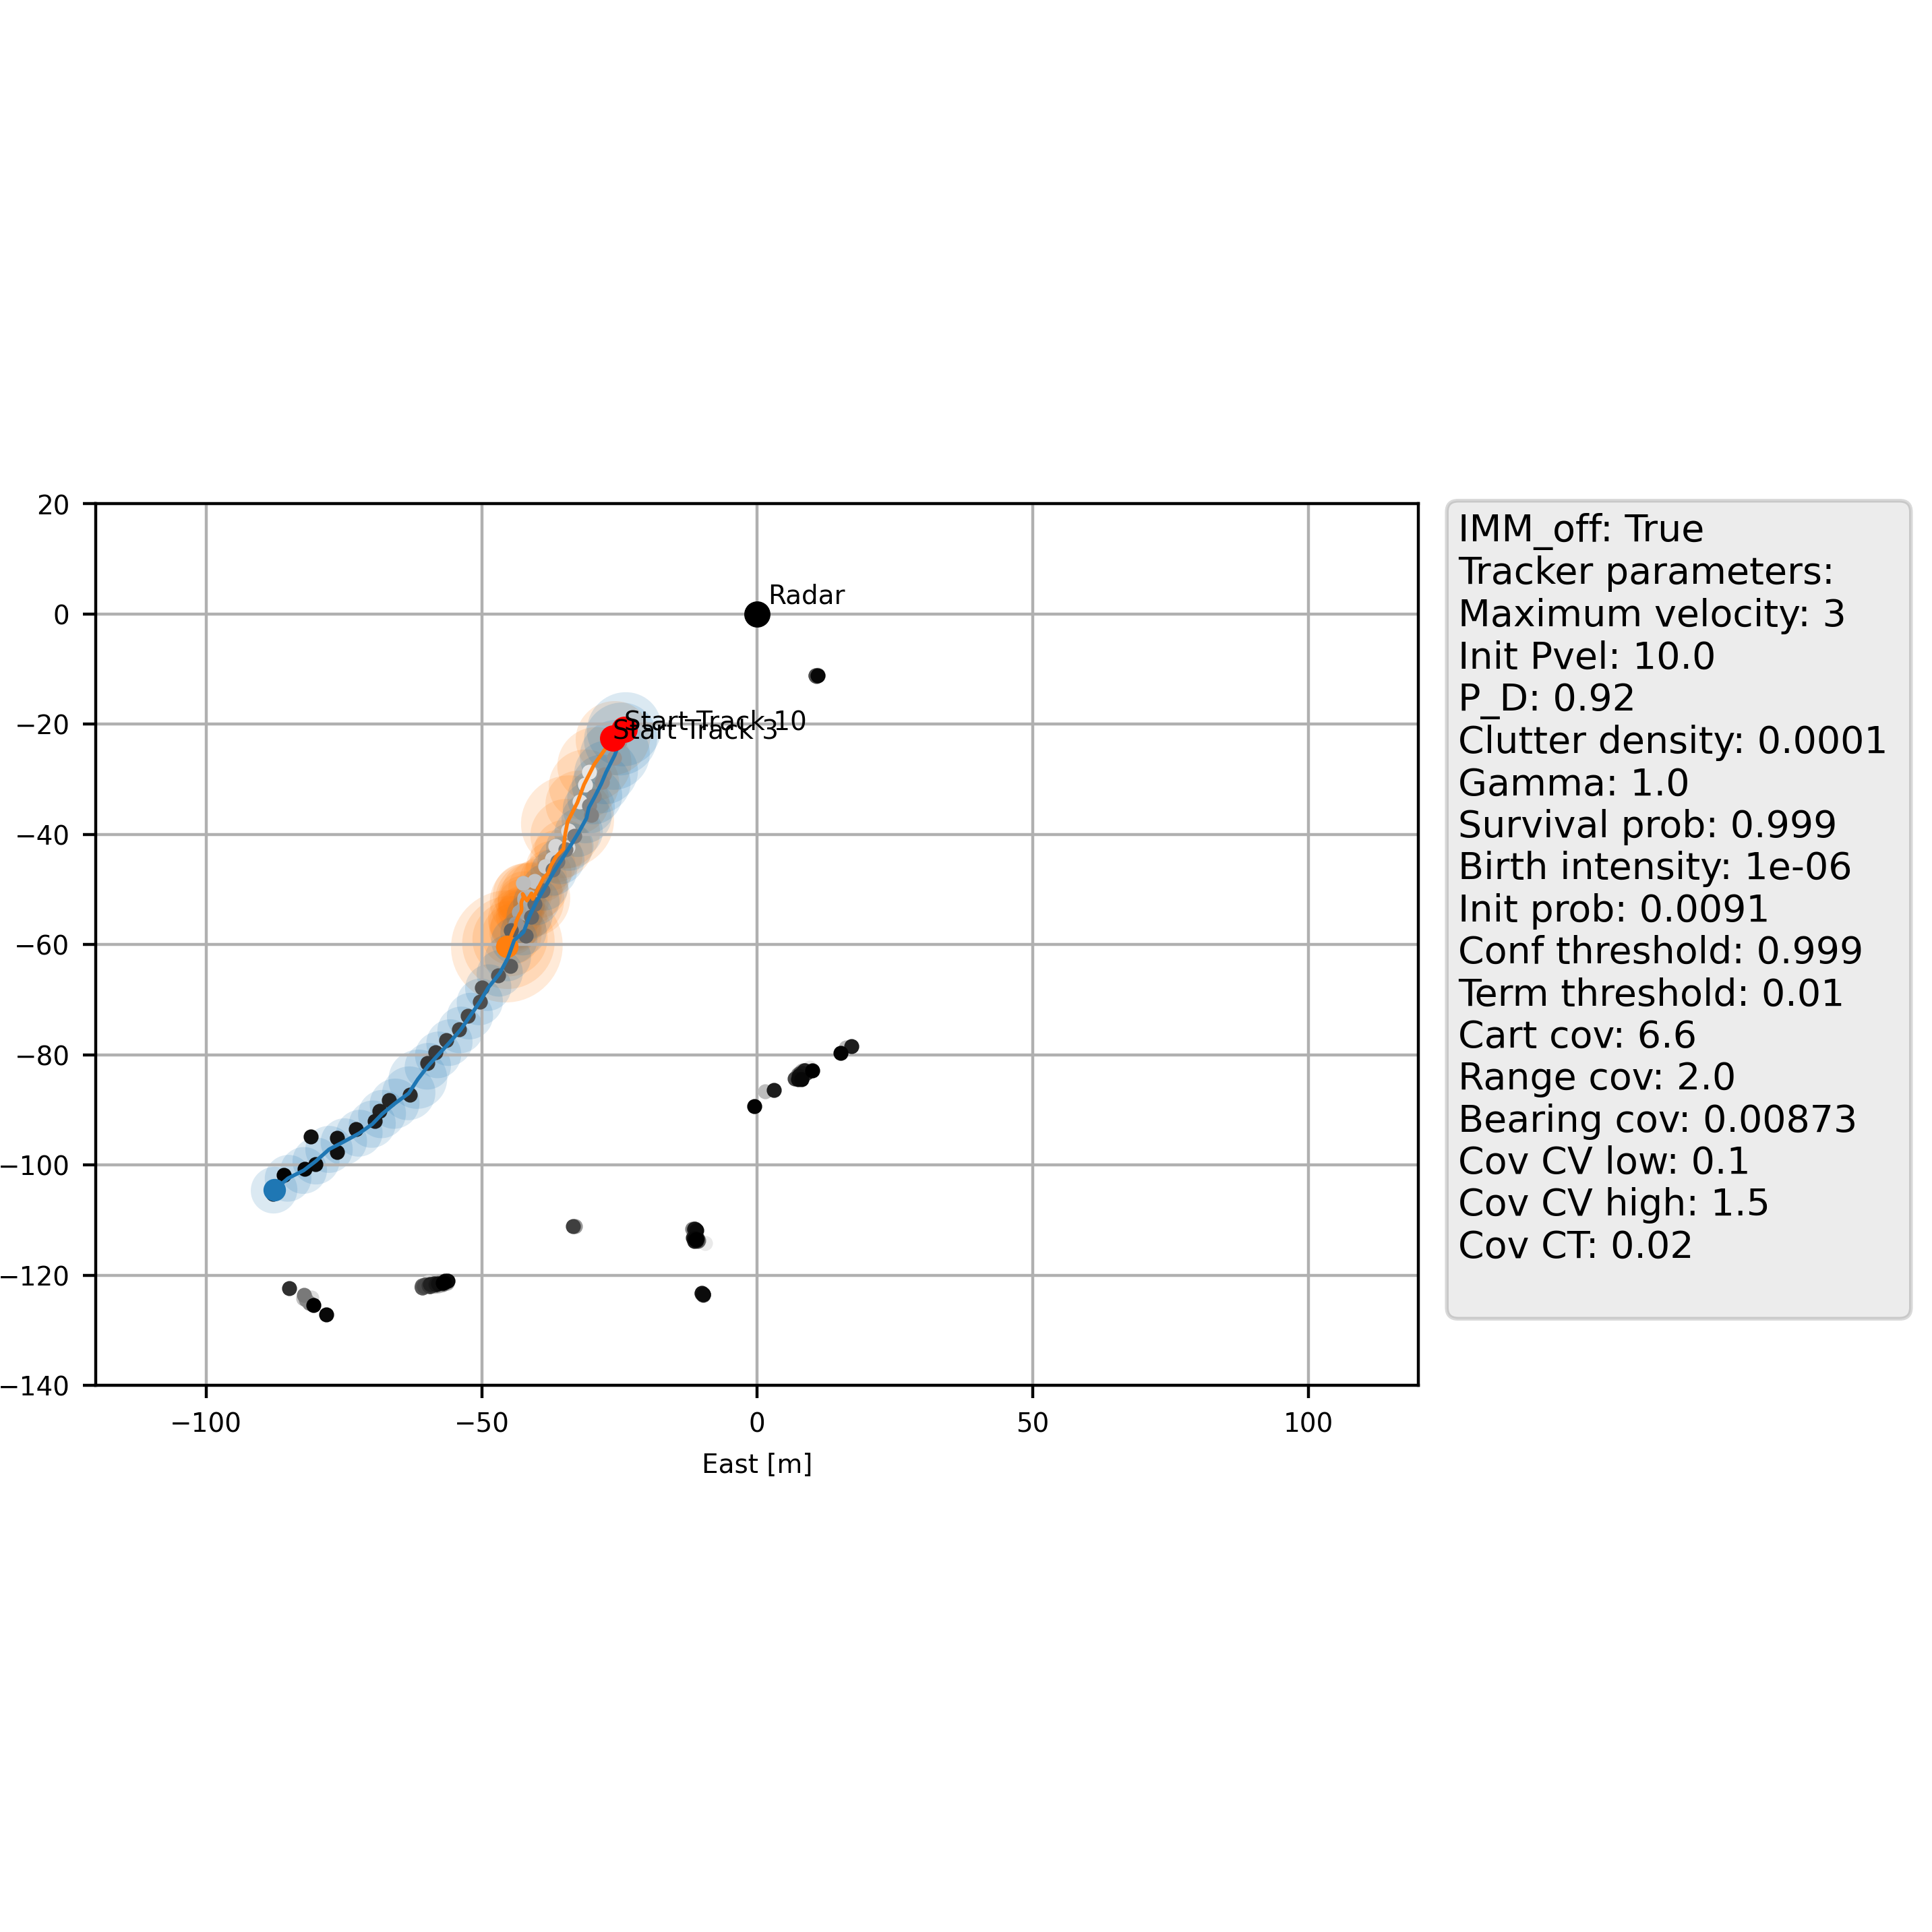 20
0
−20
−40
−60
−80
−100
−120
−140
−100
−50
0
50
100
East [m]
Radar
Start Track 10
Start Track 3
IMM_off: True
Tracker parameters:
Maximum velocity: 3
Init Pvel: 10.0
P_D: 0.92
Clutter density: 0.0001
Gamma: 1.0
Survival prob: 0.999
Birth intensity: 1e-06
Init prob: 0.0091
Conf threshold: 0.999
Term threshold: 0.01
Cart cov: 6.6
Range cov: 2.0
Bearing cov: 0.00873
Cov CV low: 0.1
Cov CV high: 1.5
Cov CT: 0.02